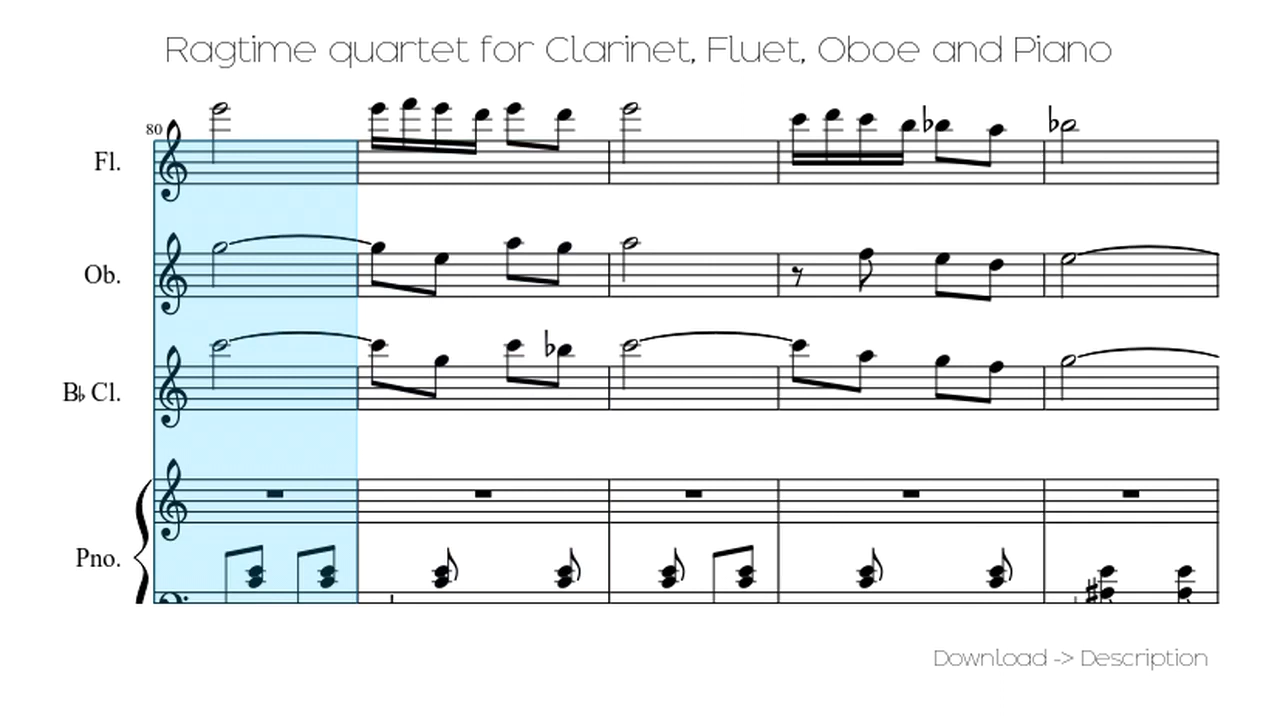 Ragtime quartet for Clarinet, Fluet, Oboe and Piano
80
Fl.
Ob.
B♭ Cl.
Pno.
Download -> Description